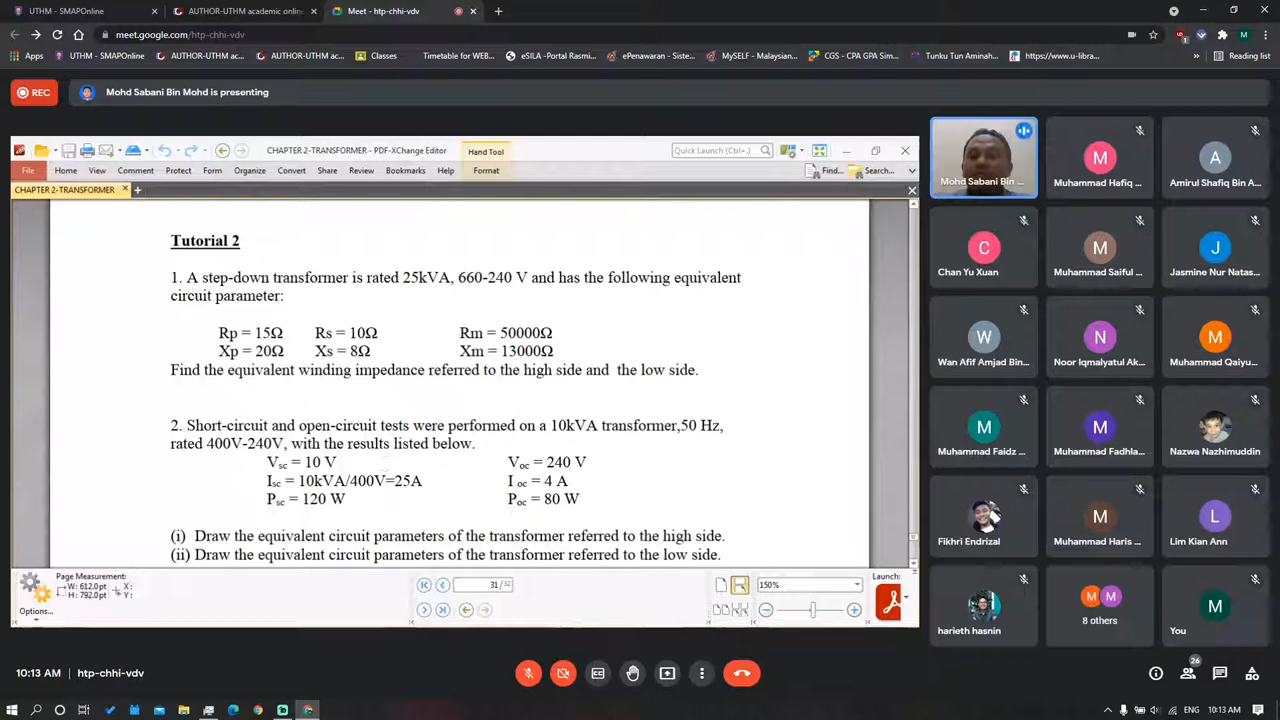 UTHM - SMAPOnline
AUTHOR-UTHM academic onlin
Meet - htp-chhi-vdv
meet.google.com/htp-chhi-vdv
Apps
UTHM - SMAPOnline
AUTHOR-UTHM ac...
AUTHOR-UTHM ac...
Classes
Timetable for WEB...
eSILA -Portal Rasmi...
ePenawaran - Siste...
MySELF - Malaysian...
CGS - CPA GPA Sim...
Tunku Tun Aminah...
https://www.u-libra...
»
Reading list
REC
Mohd Sabani Bin Mohd is presenting
CHAPTER 2-TRANSFORMER - PDF-XChange Editor
Hand Tool
Quick Launch (Ctrl+.)
File
Home
View
Comment
Protect
Form
Organize
Convert
Share
Review
Bookmarks
Help
Format
Find...
Search...
CHAPTER 2-TRANSFORMER
Tutorial 2
1. A step-down transformer is rated 25kVA, 660-240 V and has the following equivalent
circuit parameter:
Rp = 15Ω Rs = 10Ω Rm = 50000Ω
Xp = 20Ω Xs = 8Ω Xm = 13000Ω
Find the equivalent winding impedance referred to the high side and the low side.
2. Short-circuit and open-circuit tests were performed on a 10kVA transformer,50 Hz,
rated 400V-240V, with the results listed below.
Vsc = 10 V Voc = 240 V
Isc = 10kVA/400V=25A I oc = 4 A
Psc = 120 W Poc = 80 W
(i) Draw the equivalent circuit parameters of the transformer referred to the high side.
(ii) Draw the equivalent circuit parameters of the transformer referred to the low side.
Options...
Page Measurement:
W: 612.0pt X:
H: 792.0pt Y:
31 / 32
150%
Launch:
Mohd Sabani Bin ...
M
Muhammad Hafiq ...
A
Amirul Shafiq Bin A...
C
Chan Yu Xuan
M
Muhammad Saiful ...
J
Jasmine Nur Natas...
W
Wan Afif Amjad Bin...
N
Noor Iqmalyatul Ak...
M
Muhammad Qaiyu...
M
Muhammad Faidz ...
M
Muhammad Fadhla...
Nazwa Nazhimuddin
Fikhri Endrizal
M
Muhammad Haris ...
L
Lim Kian Ann
harieth hasnin
M M
8 others
M
You
10:13 AM | htp-chhi-vdv
26
ENG 10:13 AM